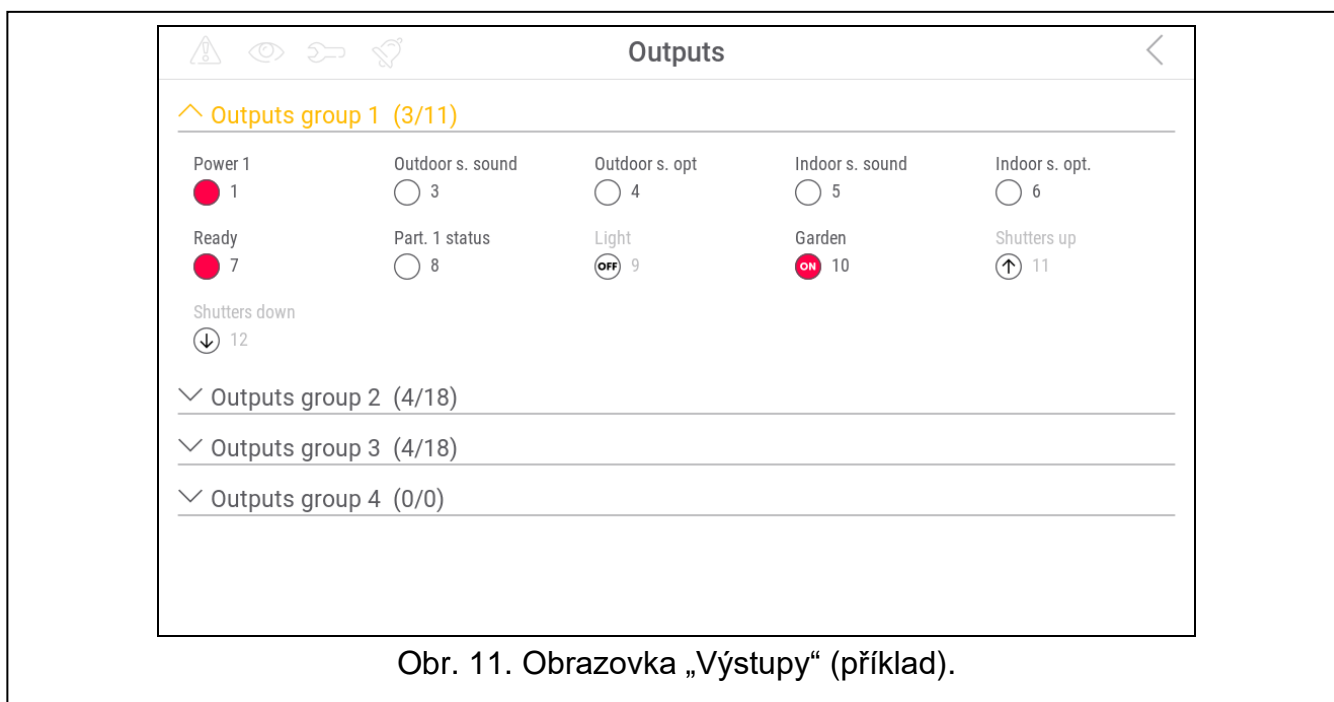 Outputs
Outputs group 1 (3/11)
Power 1 Outdoor s. sound Outdoor s. opt Indoor s. sound Indoor s. opt.
1 3 4 5 6
Ready Part. 1 status Light Garden Shutters up
7 8 OFF 9 ON 10 11
Shutters down
12
Outputs group 2 (4/18)
Outputs group 3 (4/18)
Outputs group 4 (0/0)
Obr. 11. Obrazovka „Výstupy“ (příklad).